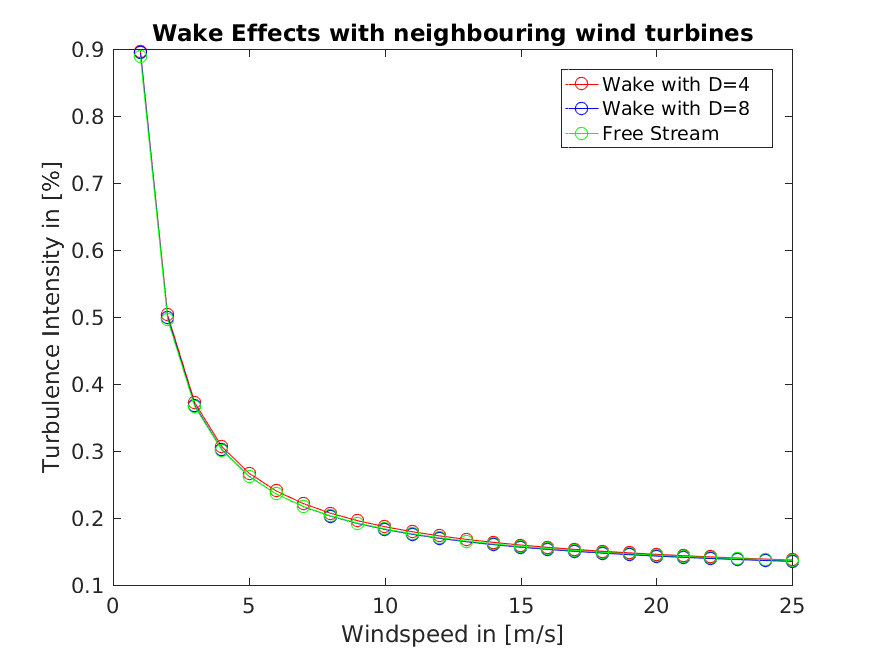 Wake Effects with neighbouring wind turbines
Wake with D=4
Wake with D=8
Free Stream
Turbulence Intensity in [%]
0.9
0.8
0.7
0.6
0.5
0.4
0.3
0.2
0.1
0 5 10 15 20 25
Windspeed in [m/s]